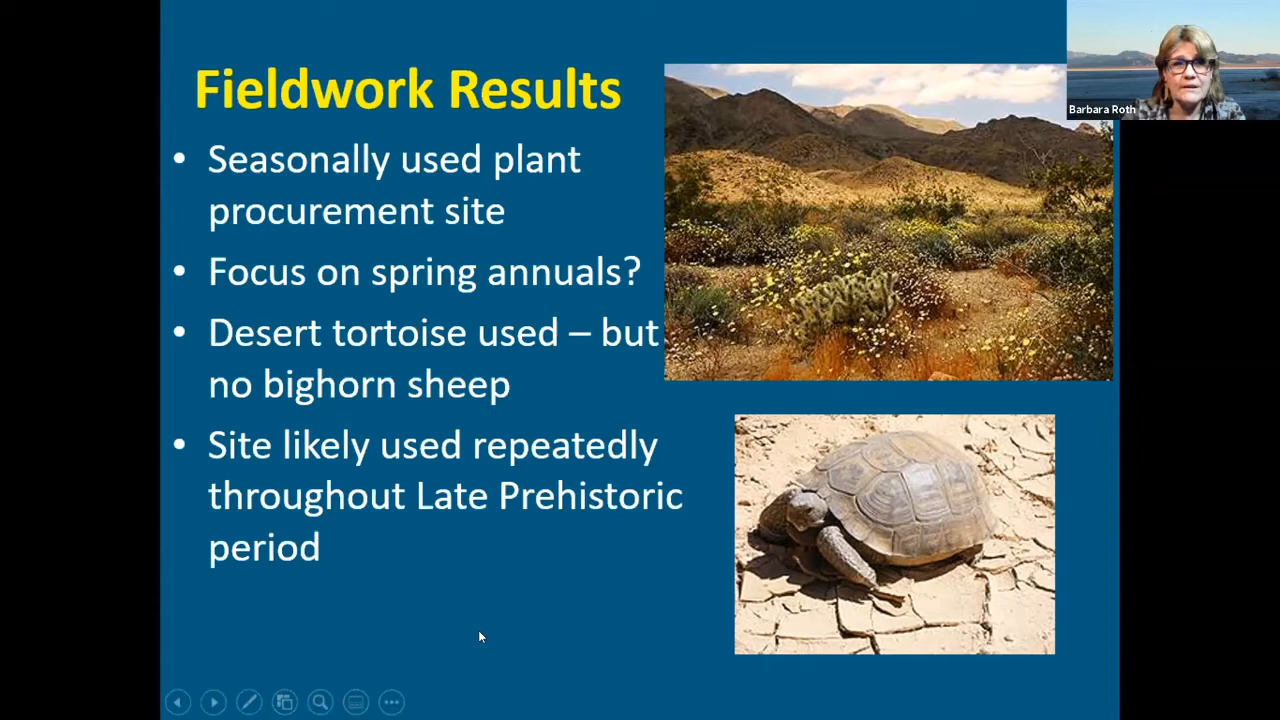 Fieldwork Results
• Seasonally used plant
procurement site
• Focus on spring annuals?
• Desert tortoise used – but
no bighorn sheep
• Site likely used repeatedly
throughout Late Prehistoric
period
Barbara Roth